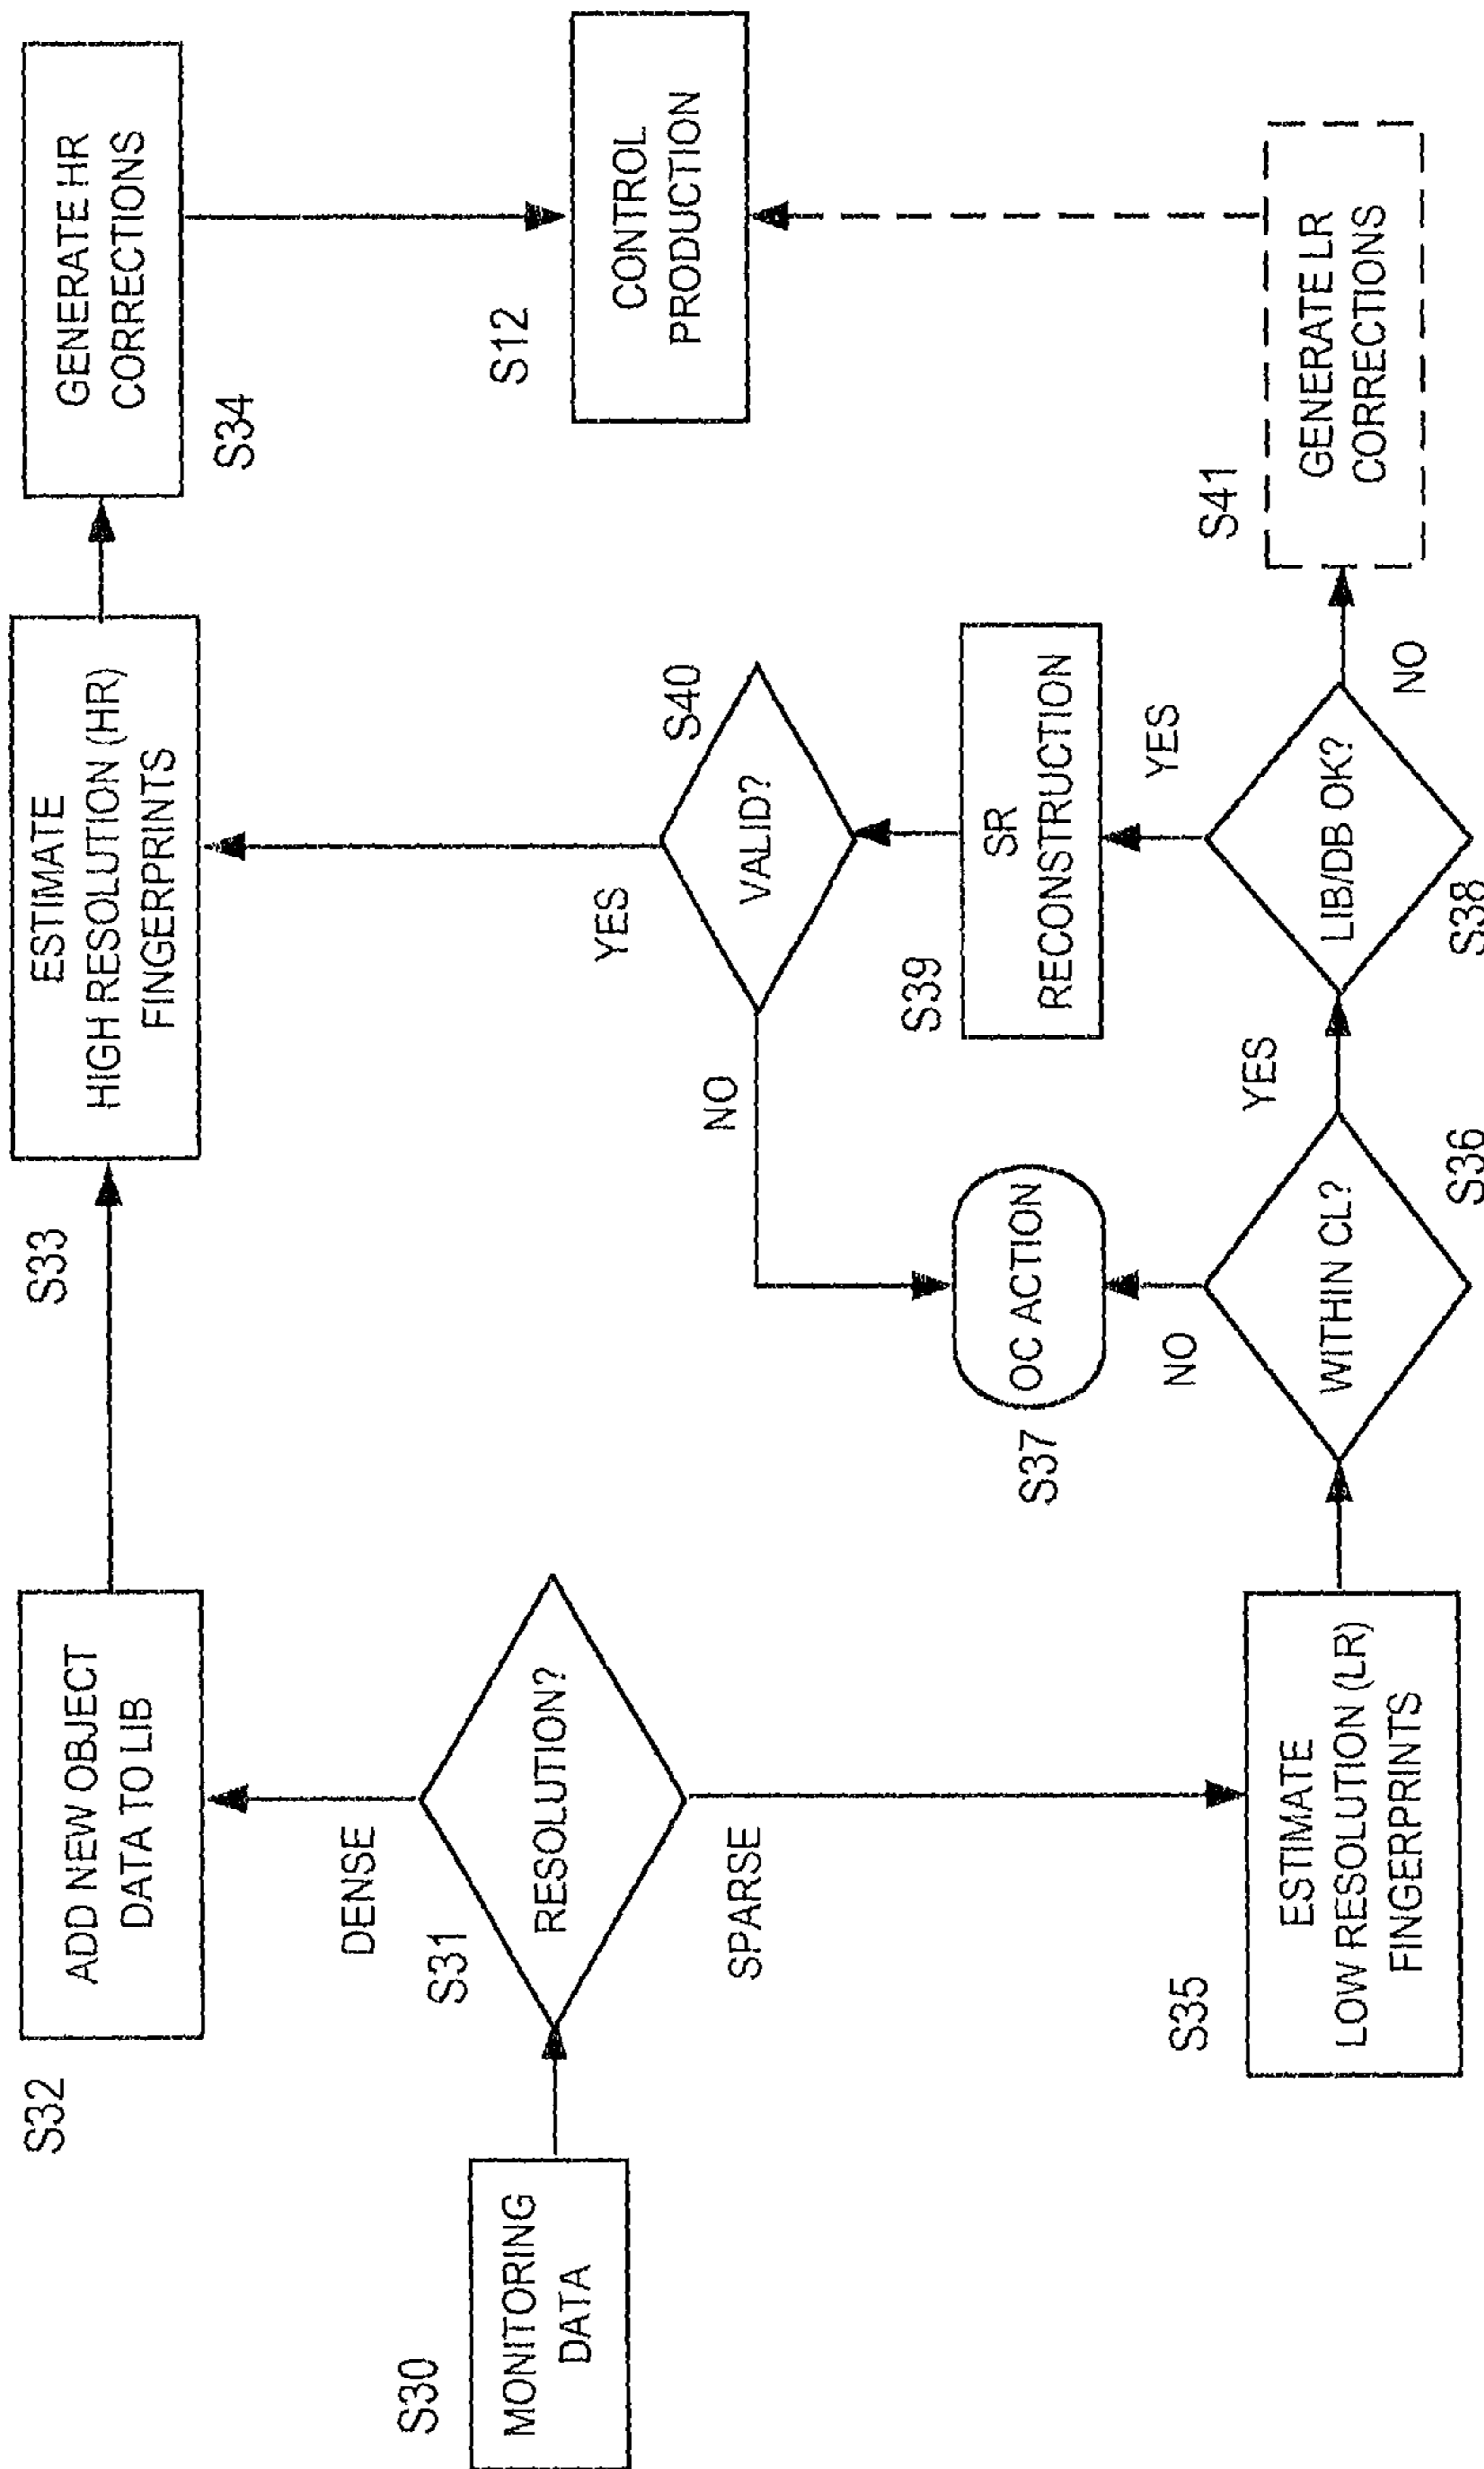 S30
MONITORING
DATA
S31
RESOLUTION?
DENSE
SPARSE
S32
ADD NEW OBJECT
DATA TO LIB
S33
ESTIMATE
HIGH RESOLUTION (HR)
FINGERPRINTS
S34
GENERATE HR
CORRECTIONS
S12
CONTROL
PRODUCTION
S35
ESTIMATE
LOW RESOLUTION (LR)
FINGERPRINTS
S36
WITHIN CL?
NO
YES
S37
OC ACTION
S38
LIB/DB OK?
YES
NO
S39
SR
RECONSTRUCTION
S40
VALID?
NO
YES
S41
GENERATE LR
CORRECTIONS